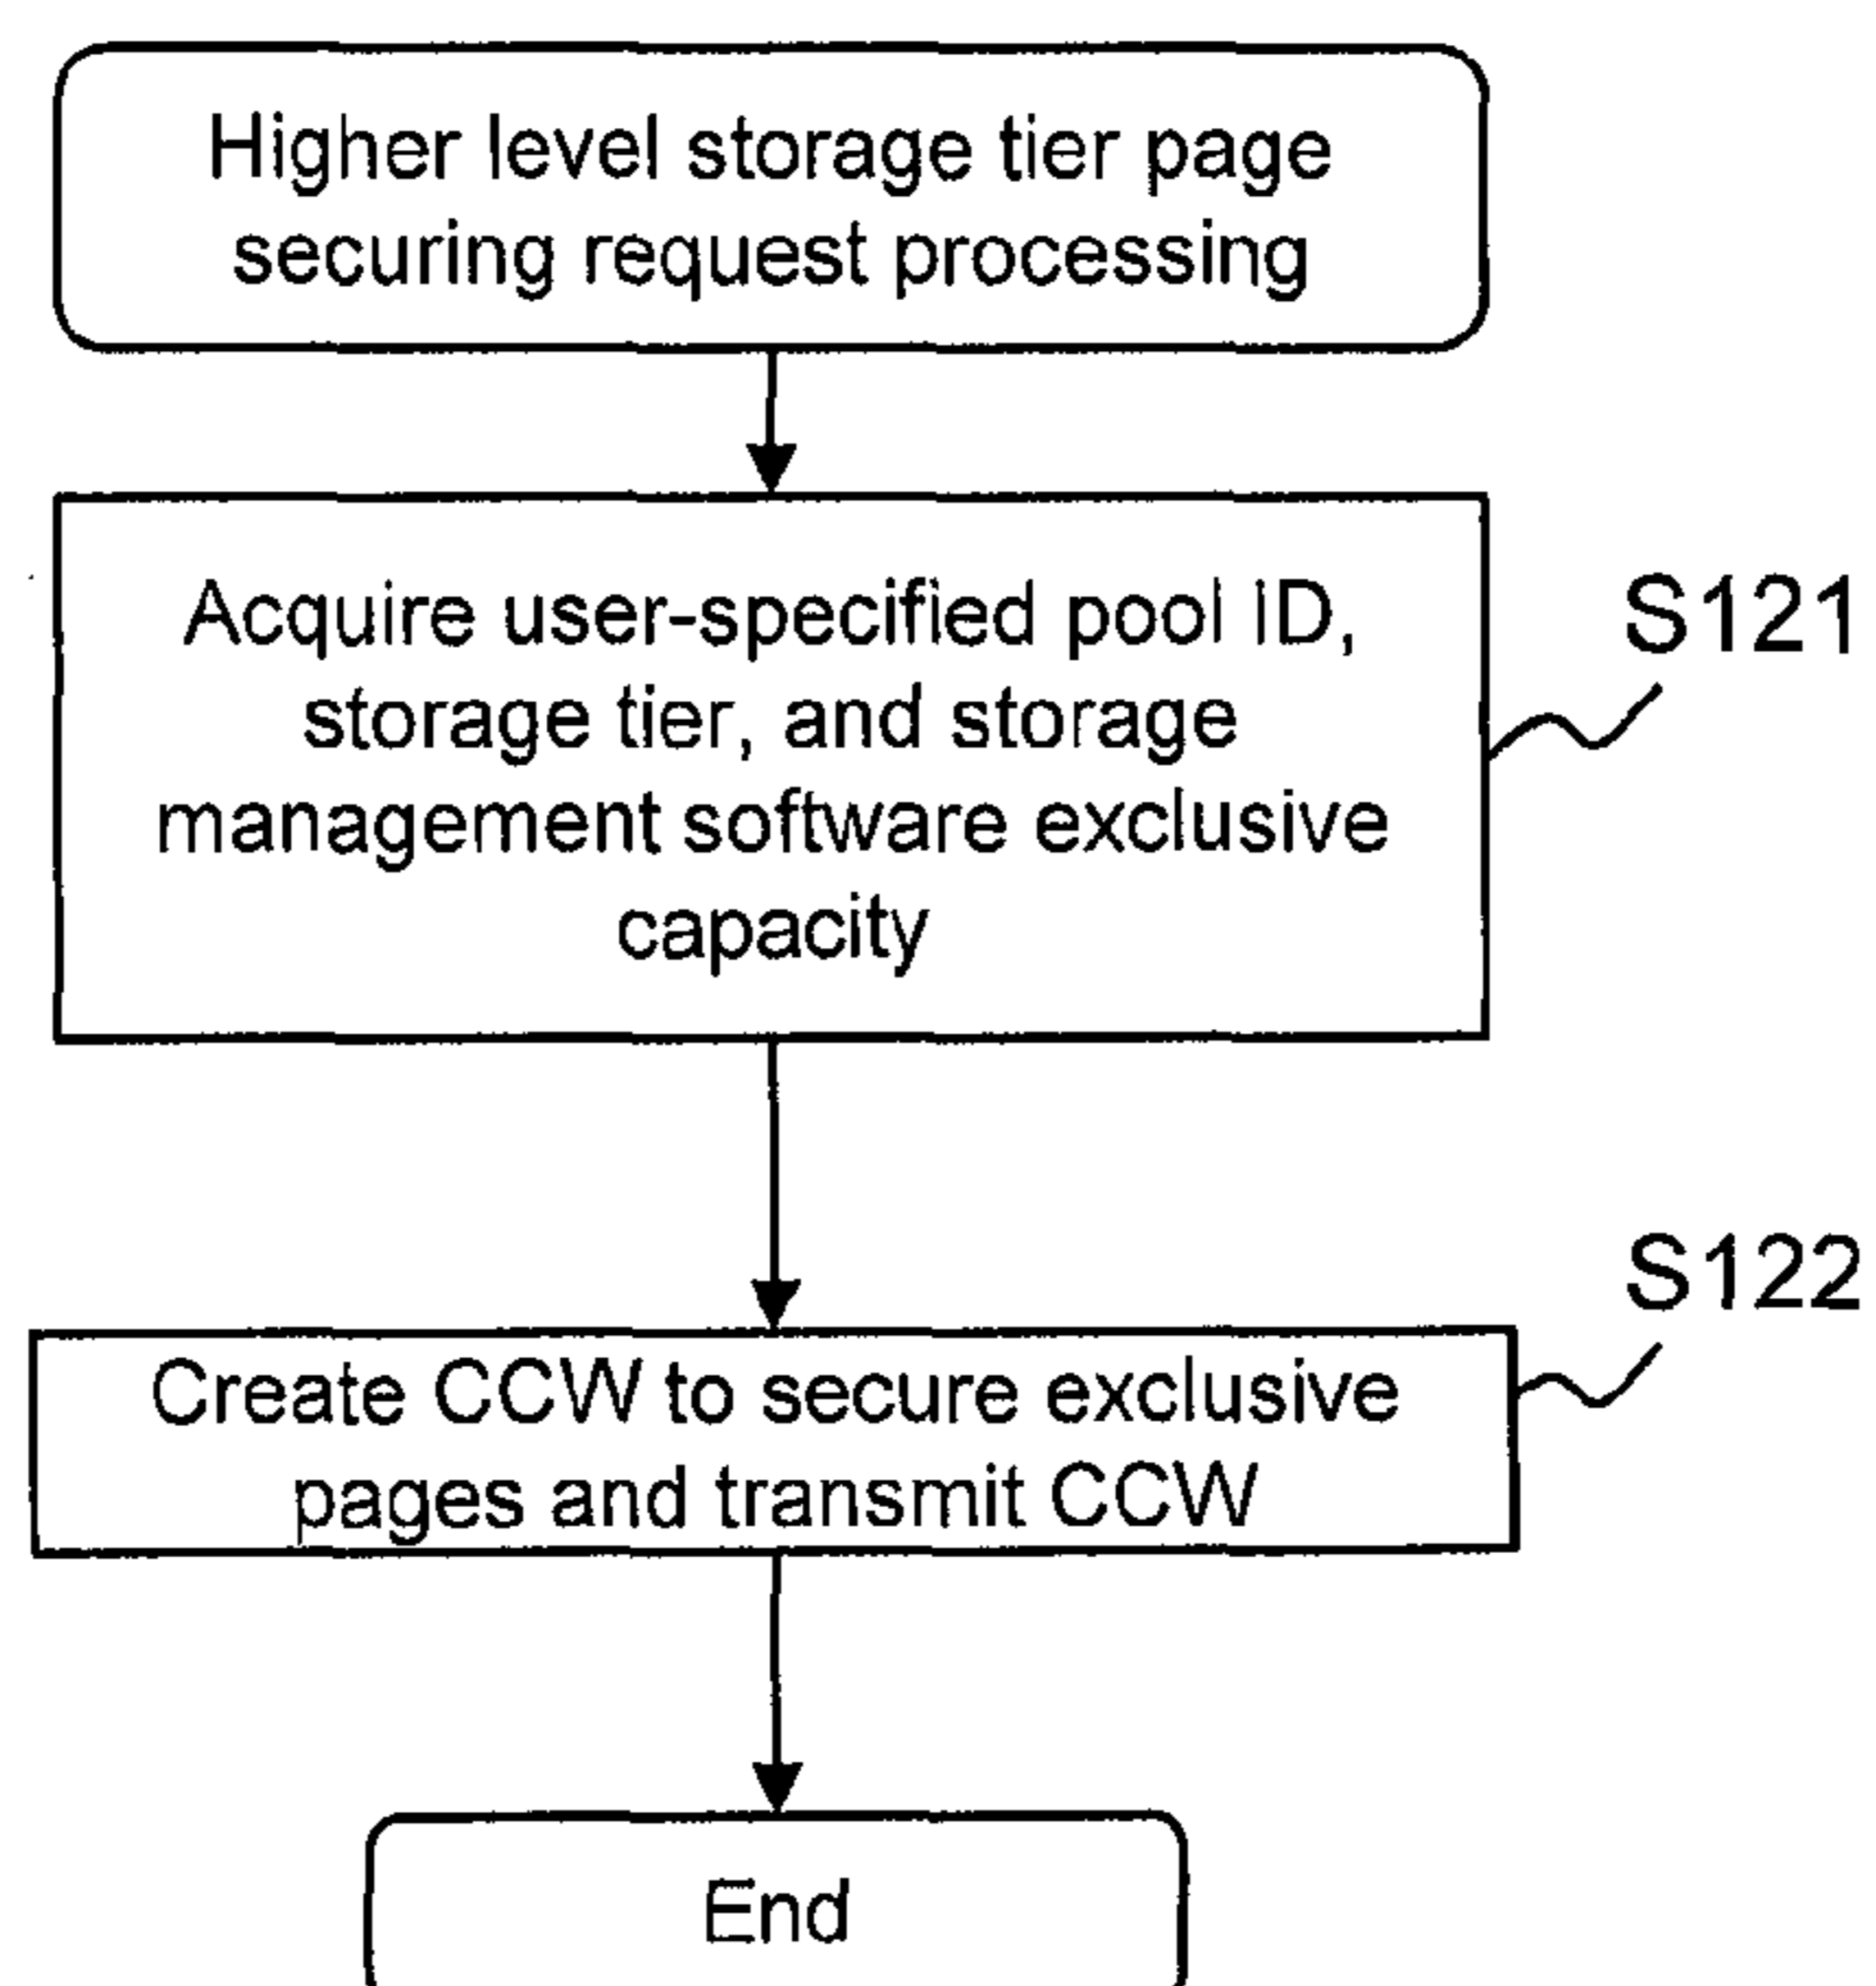 Higher level storage tier page
securing request processing
Acquire user-specified pool ID,
storage tier, and storage
management software exclusive
capacity
S121
Create CCW to secure exclusive
pages and transmit CCW
S122
End